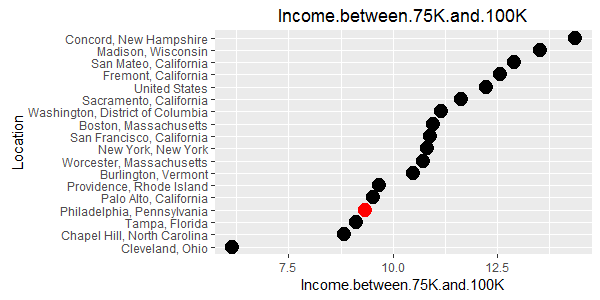 Income.between.75K.and.100K
Location
Concord, New Hampshire
Madison, Wisconsin
San Mateo, California
Fremont, California
United States
Sacramento, California
Washington, District of Columbia
Boston, Massachusetts
San Francisco, California
New York, New York
Worcester, Massachusetts
Burlington, Vermont
Providence, Rhode Island
Palo Alto, California
Philadelphia, Pennsylvania
Tampa, Florida
Chapel Hill, North Carolina
Cleveland, Ohio
7.5 10.0 12.5
Income.between.75K.and.100K